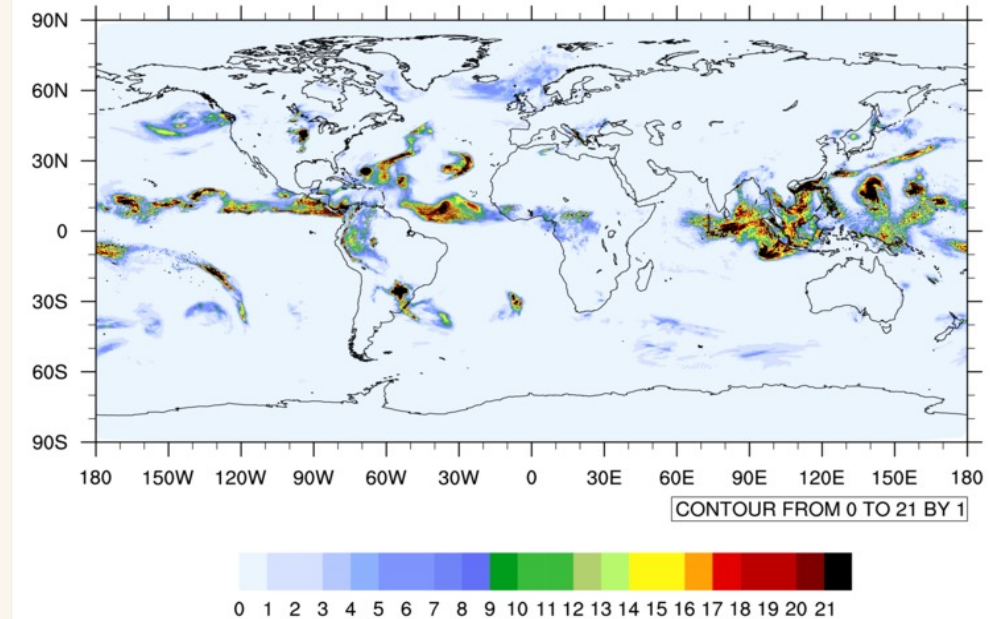 90N
60N
30N
0
30S
60S
90S
180 150W 120W 90W 60W 30W 0 30E 60E 90E 120E 150E 180
CONTOUR FROM 0 TO 21 BY 1
0 1 2 3 4 5 6 7 8 9 10 11 12 13 14 15 16 17 18 19 20 21